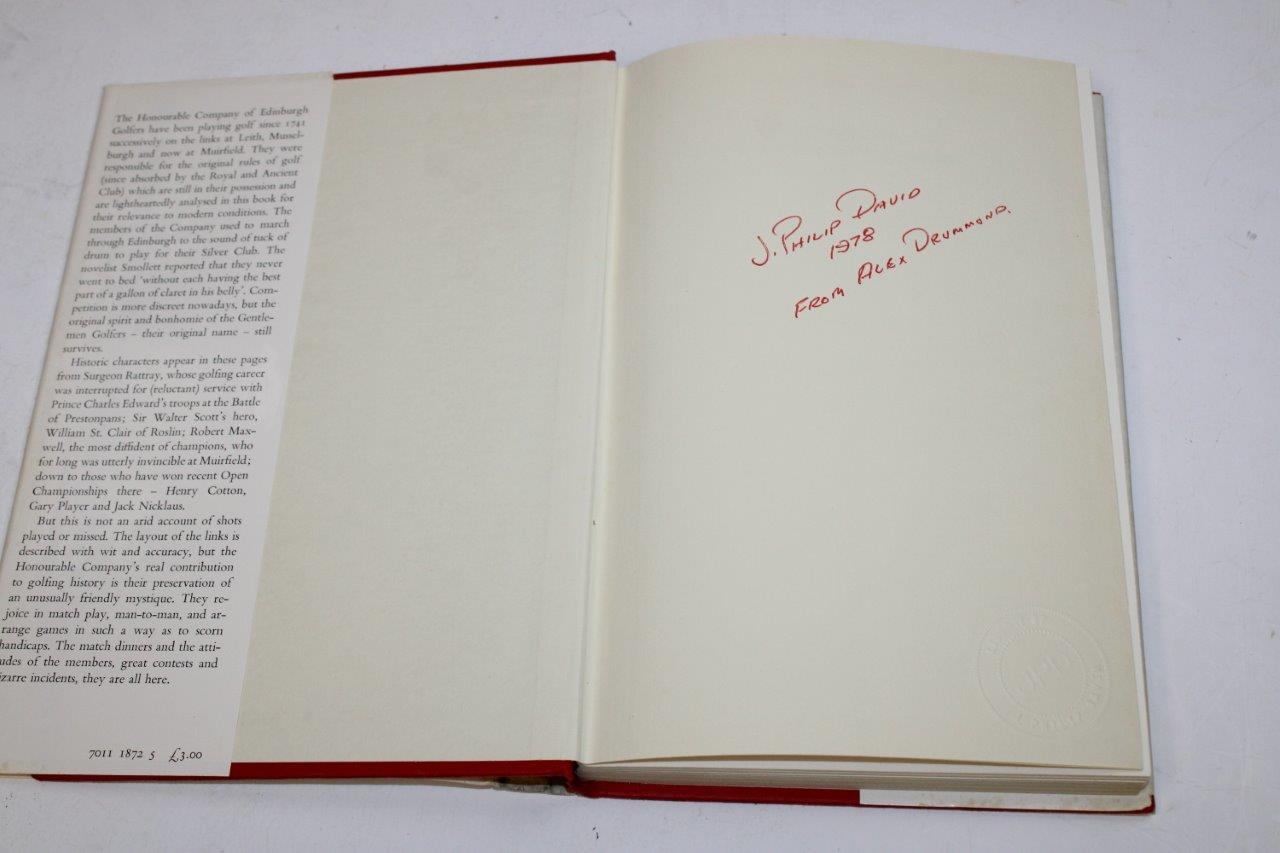 The Honourable Company of Edinburgh
Golfers have been playing golf since 1741
successively on the links at Leith, Mussel-
burgh and now at Muirfield. They were
responsible for the original rules of golf
(since absorbed by the Royal and Ancient
Club) which are still in their possession and
are lightheartedly analysed in this book for
their relevance to modern conditions. The
members of the Company used to march
through Edinburgh to the sound of tuck of
drum to play for their Silver Club. The
novelist Smollett reported that they never
went to bed 'without each having the best
part of a gallon of claret in his belly'. Com-
petition is more discreet nowadays, but the
original spirit and bonhomie of the Gentle-
men Golfers – their original name – still
survives.
Historic characters appear in these pages
from Surgeon Rattray, whose golfing career
was interrupted for (reluctant) service with
Prince Charles Edward's troops at the Battle
of Prestonpans; Sir Walter Scott's hero,
William St. Clair of Roslin; Robert Max-
well, the most diffident of champions, who
for long was utterly invincible at Muirfield;
down to those who have won recent Open
Championships there – Henry Cotton,
Gary Player and Jack Nicklaus.
But this is not an arid account of shots
played or missed. The layout of the links is
described with wit and accuracy, but the
Honourable Company's real contribution
to golfing history is their preservation of
an unusually friendly mystique. They re-
joice in match play, man-to-man, and ar-
range games in such a way as to scorn
handicaps. The match dinners and the atti-
udes of the members, great contests and
izarre incidents, they are all here.
7011 1872 5 £3.00
J. PHILIP DAVID
1978
FROM ALEX DRUMMOND.